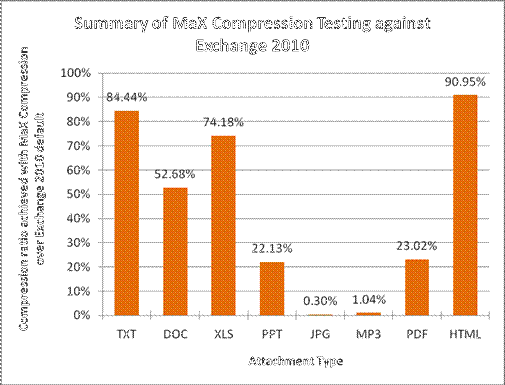 Summary of MaX Compression Testing against
Exchange 2010
Compression ratio achieved with MaX Compression
over Exchange 2010 default
100%
90%
80%
70%
60%
50%
40%
30%
20%
10%
0%
84.44%
52.68%
74.18%
22.13%
0.30%
1.04%
23.02%
90.95%
TXT
DOC
XLS
PPT
JPG
MP3
PDF
HTML
Attachment Type